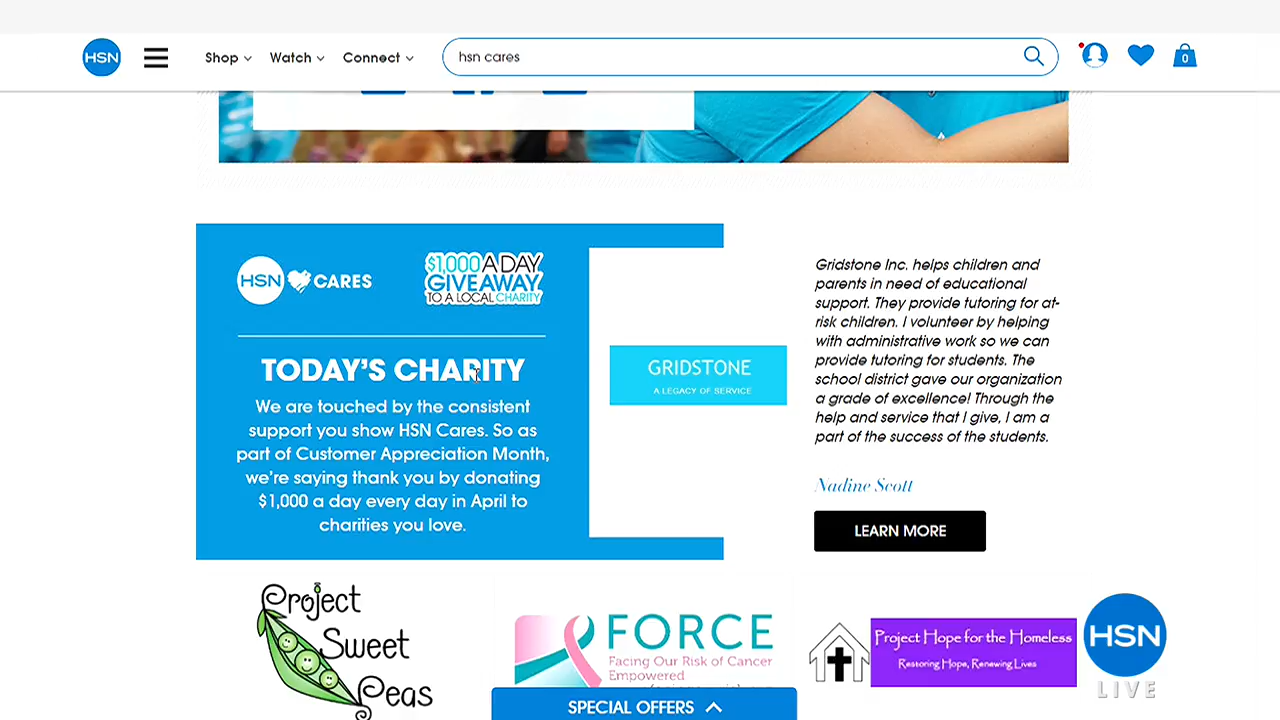 HSN
Shop
Watch
Connect
hsn cares
0
HSN CARES
$1,000 A DAY
GIVEAWAY
TO A LOCAL CHARITY
TODAY'S CHARITY
We are touched by the consistent
support you show HSN Cares. So as
part of Customer Appreciation Month,
we're saying thank you by donating
$1,000 a day every day in April to
charities you love.
GRIDSTONE
A LEGACY OF SERVICE
Gridstone Inc. helps children and
parents in need of educational
support. They provide tutoring for at-
risk children. I volunteer by helping
with administrative work so we can
provide tutoring for students. The
school district gave our organization
a grade of excellence! Through the
help and service that I give, I am a
part of the success of the students.
Nadine Scott
LEARN MORE
Project
Sweet
Peas
FORCE
Facing Our Risk of Cancer
Empowered
Project Hope for the Homeless
Restoring Hope, Renewing Lives
HSN
LIVE
SPECIAL OFFERS